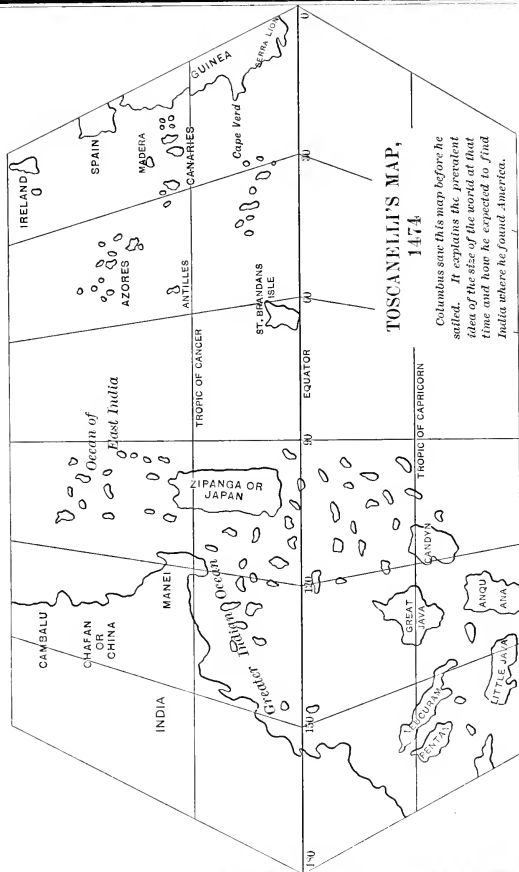 TOSCANELLI'S MAP,
1474
Columbus saw this map before he
sailed. It explains the prevalent
idea of the size of the world at that
time and how he expected to find
India where he found America.
CAMBALU
CHAFAN
OR
CHINA
MANEI
INDIA
Ocean of
East India
ZIPANGA OR
JAPAN
Greater Indaign Ocean
AZORES
ANTILLES
IRELAND
SPAIN
MADERA
CANARIES
GUINEA
SERRA LION
Cape Verd
ST. BRANDANS
ISLE
TROPIC OF CANCER
EQUATOR
TROPIC OF CAPRICORN
180
150
120
90
60
30
0
GREAT
JAVA
CANDYN
ANQU
ANA
LITTLE JAVA
PENTAN